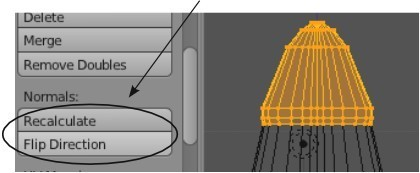 Delete
Merge
Remove Doubles
Normals:
Recalculate
Flip Direction